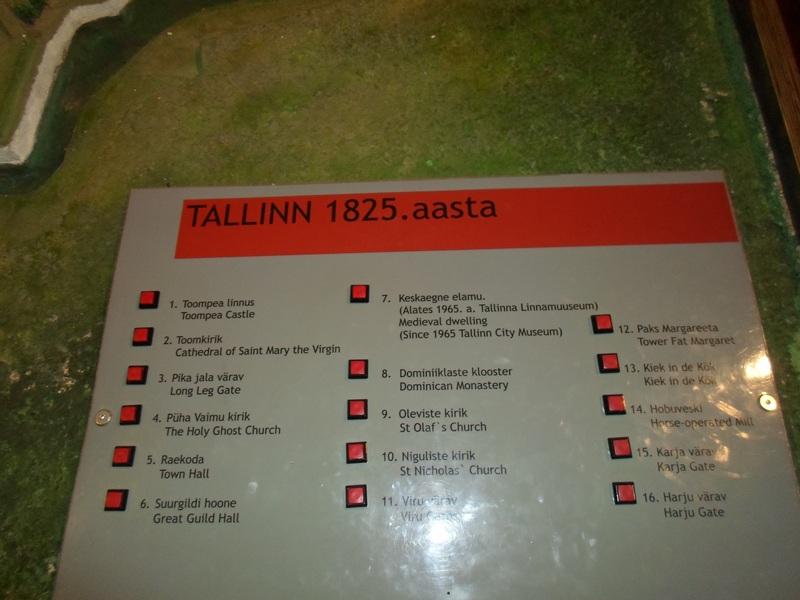 TALLINN 1825.aasta
1. Toompea linnus
Toompea Castle
2. Toomkirik
Cathedral of Saint Mary the Virgin
3. Pika jala värav
Long Leg Gate
4. Püha Vaimu kirik
The Holy Ghost Church
5. Raekoda
Town Hall
6. Suurgildi hoone
Great Guild Hall
7. Keskaegne elamu.
(Alates 1965. a. Tallinna Linnamuuseum)
Medieval dwelling
(Since 1965 Tallinn City Museum)
8. Dominiiklaste klooster
Dominican Monastery
9. Oleviste kirik
St Olaf`s Church
10. Niguliste kirik
St Nicholas` Church
11. Viru värav
Viru Gates
12. Paks Margareeta
Tower Fat Margaret
13. Kiek in de Kök
Kiek in de Kök
14. Hobuveski
Horse-operated Mill
15. Karja värav
Karja Gate
16. Harju värav
Harju Gate